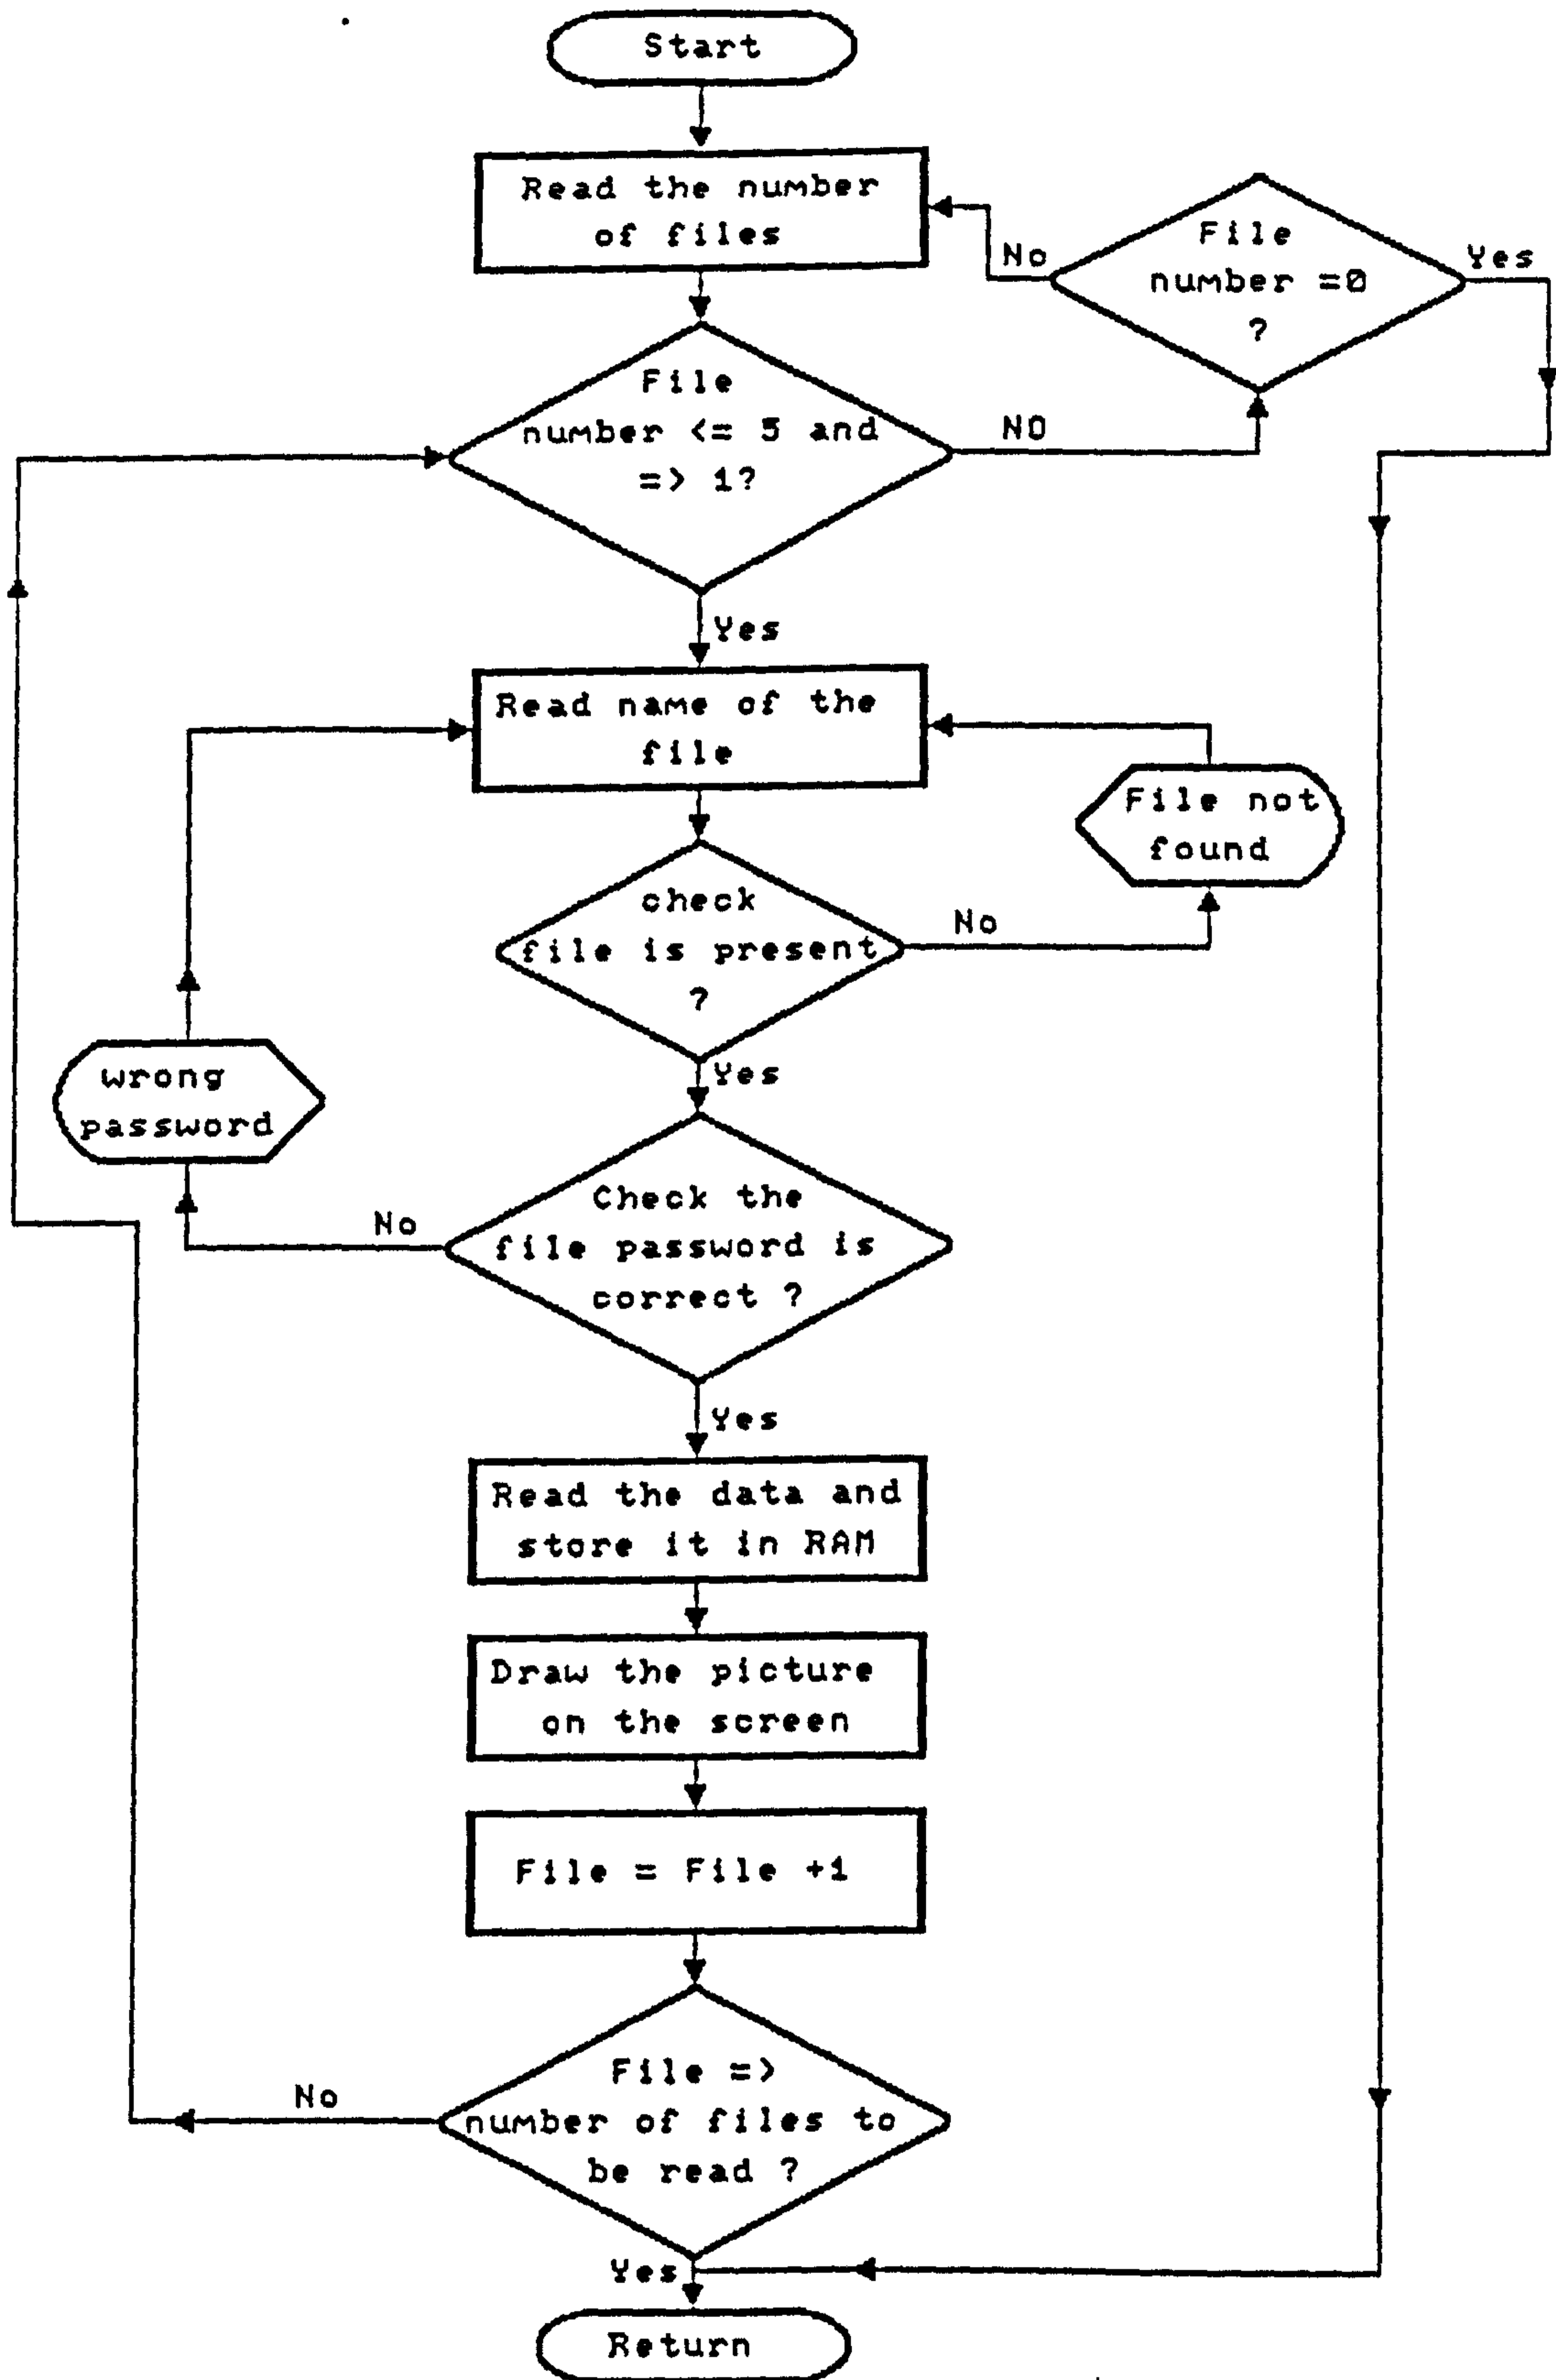 Start
Read the number
of files
File
number =0
?
No
Yes
File
number <= 5 and
=> 1?
NO
Yes
Read name of the
file
File not
found
check
file is present
?
No
Yes
wrong
password
Check the
file password is
correct ?
No
Yes
Read the data and
store it in RAM
Draw the picture
on the screen
File = File +1
File =>
number of files to
be read ?
No
Yes
Return